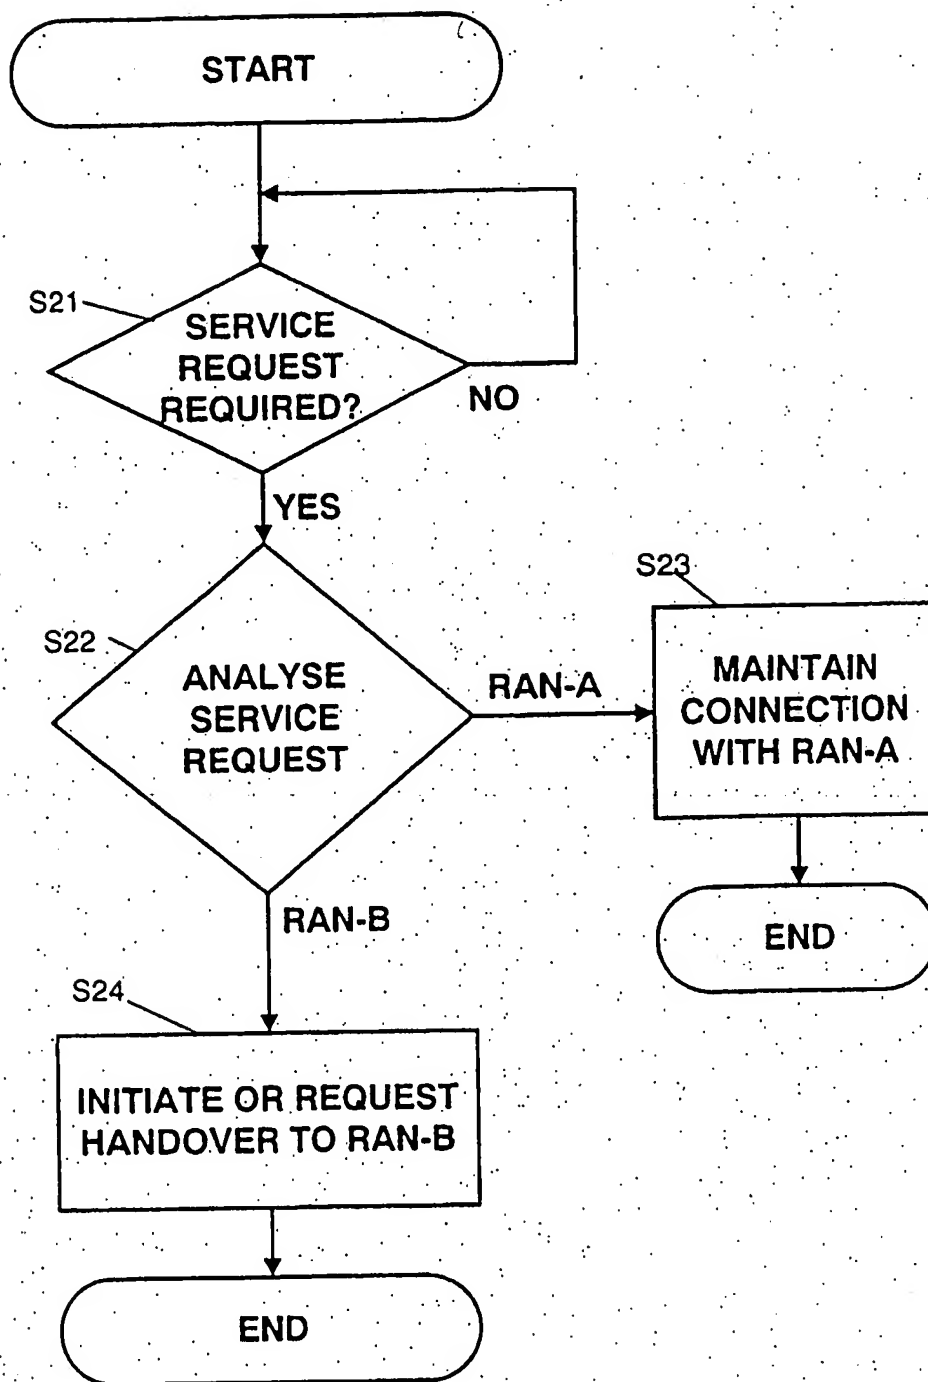 START
S21
SERVICE
REQUEST
REQUIRED?
NO
YES
S22
ANALYSE
SERVICE
REQUEST
RAN-A
S23
MAINTAIN
CONNECTION
WITH RAN-A
END
RAN-B
S24
INITIATE OR REQUEST
HANDOVER TO RAN-B
END